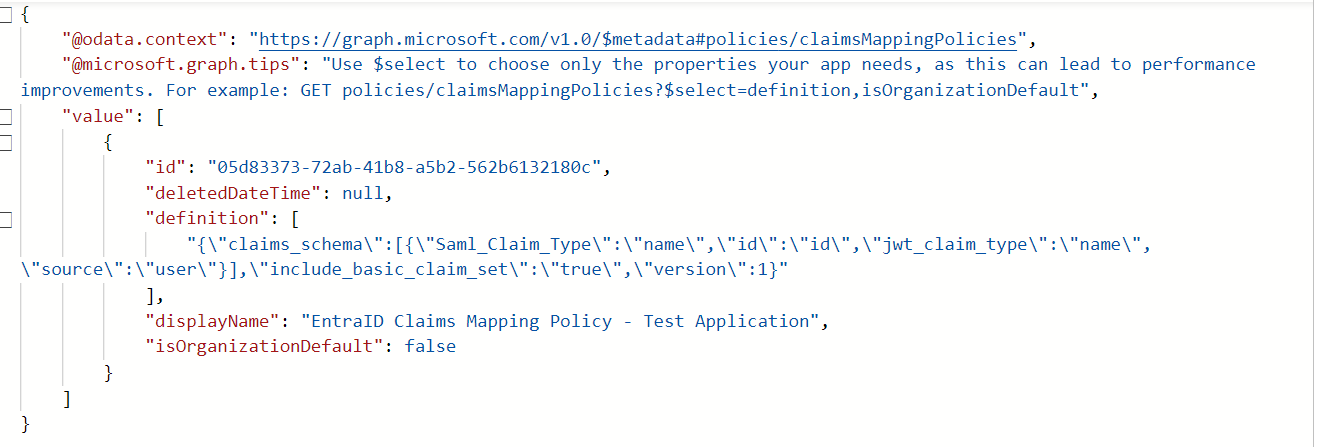 {
"@odata.context": "https://graph.microsoft.com/v1.0/$metadata#policies/claimsMappingPolicies",
"@microsoft.graph.tips": "Use $select to choose only the properties your app needs, as this can lead to performance
improvements. For example: GET policies/claimsMappingPolicies?$select=definition,isOrganizationDefault",
"value": [
{
"id": "05d83373-72ab-41b8-a5b2-562b6132180c",
"deletedDateTime": null,
"definition": [
"{\"claims_schema\":[{\"Saml_Claim_Type\":\"name\",\"id\":\"id\",\"jwt_claim_type\":\"name\",
\"source\":\"user\"}],\"include_basic_claim_set\":\"true\",\"version\":1}"
],
"displayName": "EntraID Claims Mapping Policy - Test Application",
"isOrganizationDefault": false
}
]
}